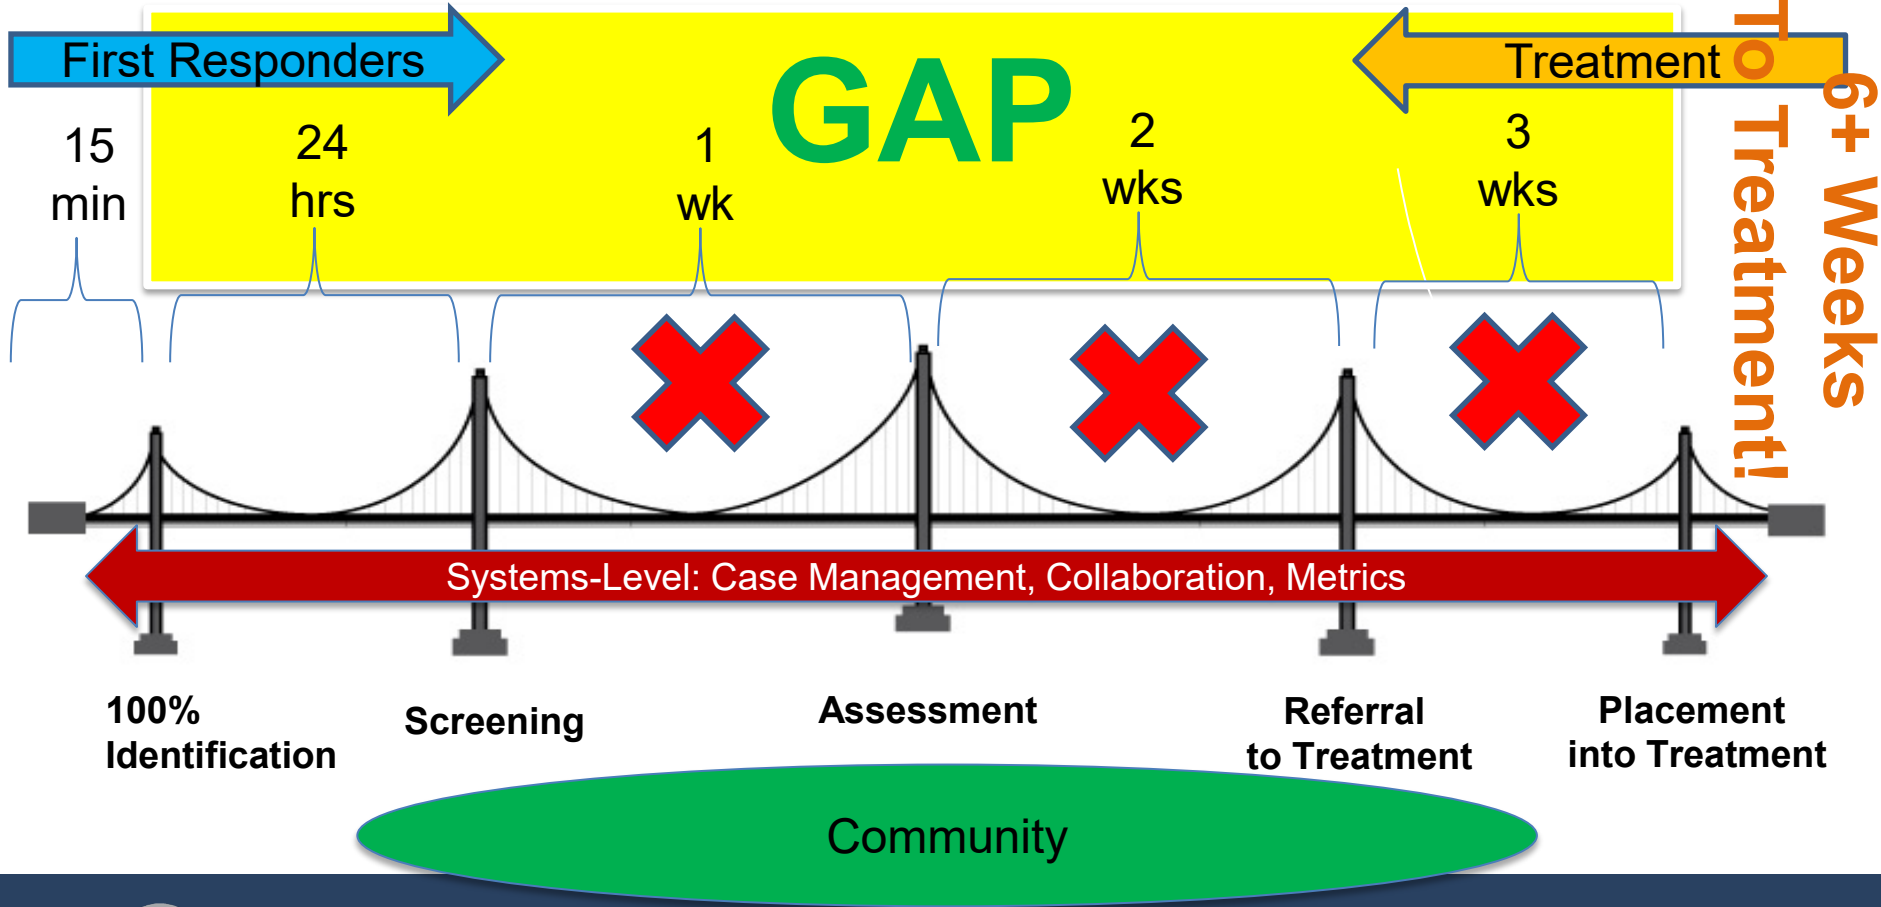 First Responders
GAP
Treatment
15
min
24
hrs
1
wk
2
wks
3
wks
6+ Weeks
To Treatment!
Systems-Level: Case Management, Collaboration, Metrics
100%
Identification
Screening
Assessment
Referral
to Treatment
Placement
into Treatment
Community